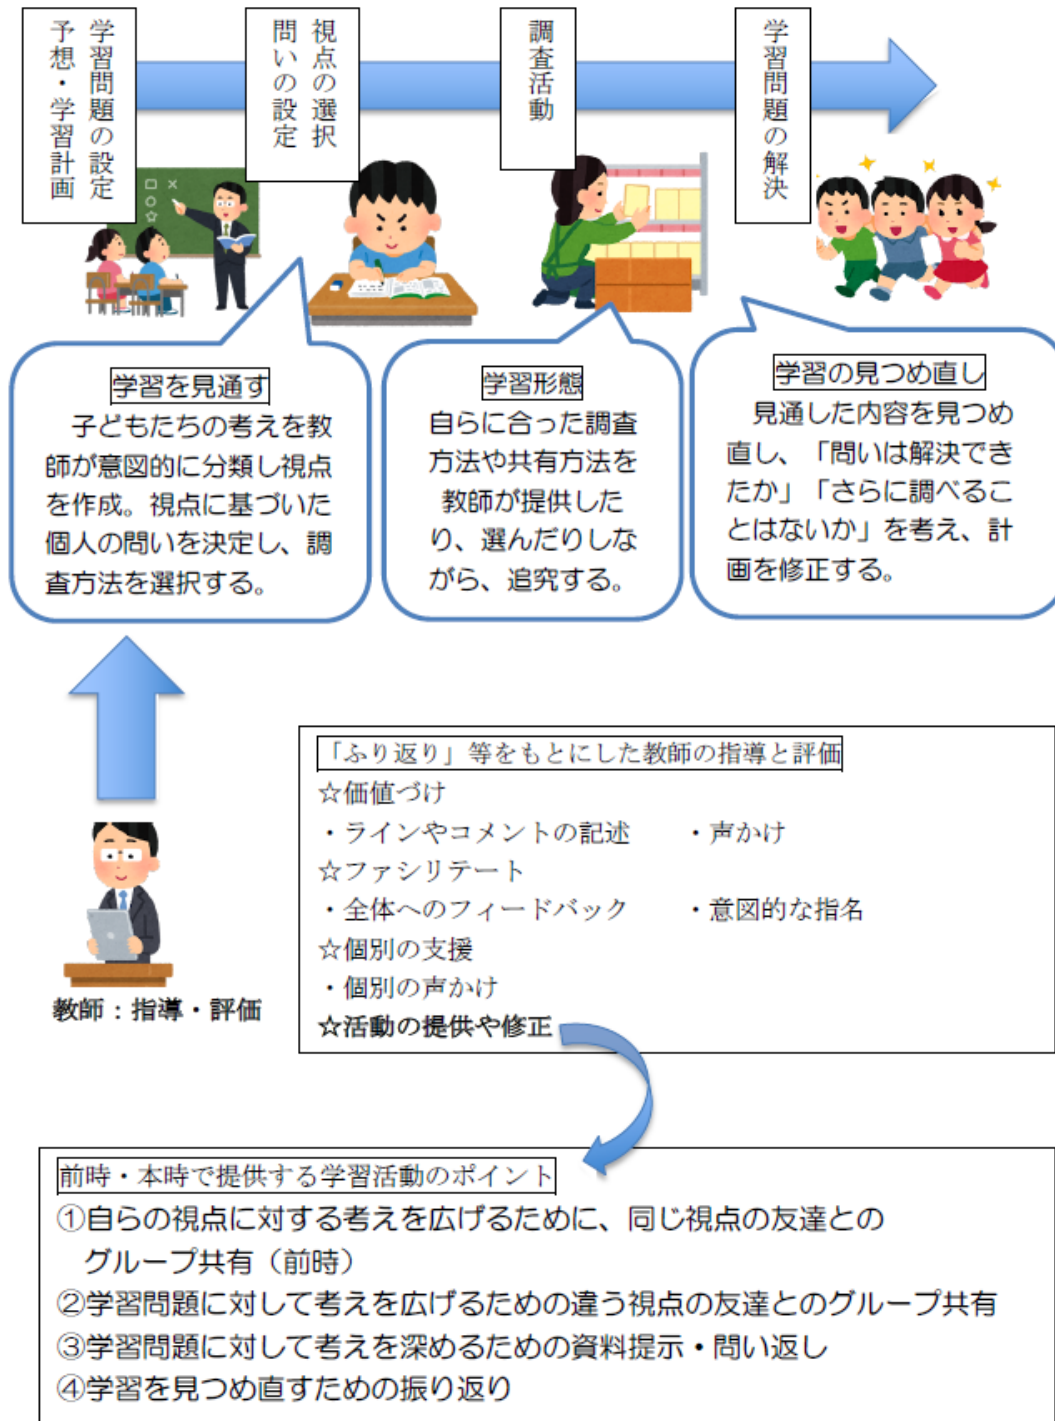 学習問題の設定
予想・学習計画
視点の選択
問いの設定
調査活動
学習問題の解決
学習を見通す
子どもたちの考えを教
師が意図的に分類し視点
を作成。視点に基づいた
個人の問いを決定し、調
査方法を選択する。
学習形態
自らに合った調査
方法や共有方法を
教師が提供した
り、選んだりしな
がら、追究する。
学習の見つめ直し
見通した内容を見つめ
直し、「問いは解決でき
たか」「さらに調べるこ
とはないか」を考え、計
画を修正する。
教師：指導・評価
「ふり返り」等をもとにした教師の指導と評価
☆価値づけ
・ラインやコメントの記述　　・声かけ
☆ファシリテート
・全体へのフィードバック　　・意図的な指名
☆個別の支援
・個別の声かけ
☆活動の提供や修正
前時・本時で提供する学習活動のポイント
①自らの視点に対する考えを広げるために、同じ視点の友達との
グループ共有（前時）
②学習問題に対して考えを広げるための違う視点の友達とのグループ共有
③学習問題に対して考えを深めるための資料提示・問い返し
④学習を見つめ直すための振り返り